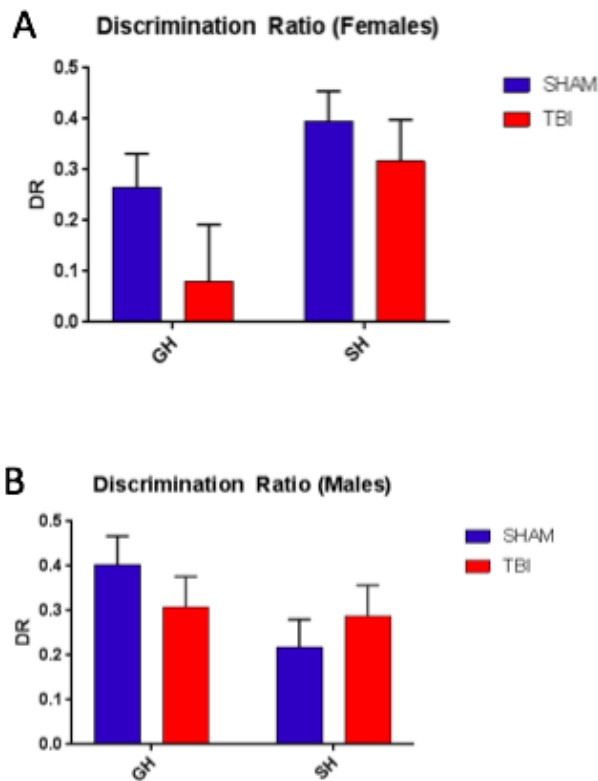 A
Discrimination Ratio (Females)
0.5
0.4
0.3
0.2
0.1
0.0
DR
GH
SH
SHAM
TBI
B
Discrimination Ratio (Males)
0.5
0.4
0.3
0.2
0.1
0.0
DR
GH
SH
SHAM
TBI